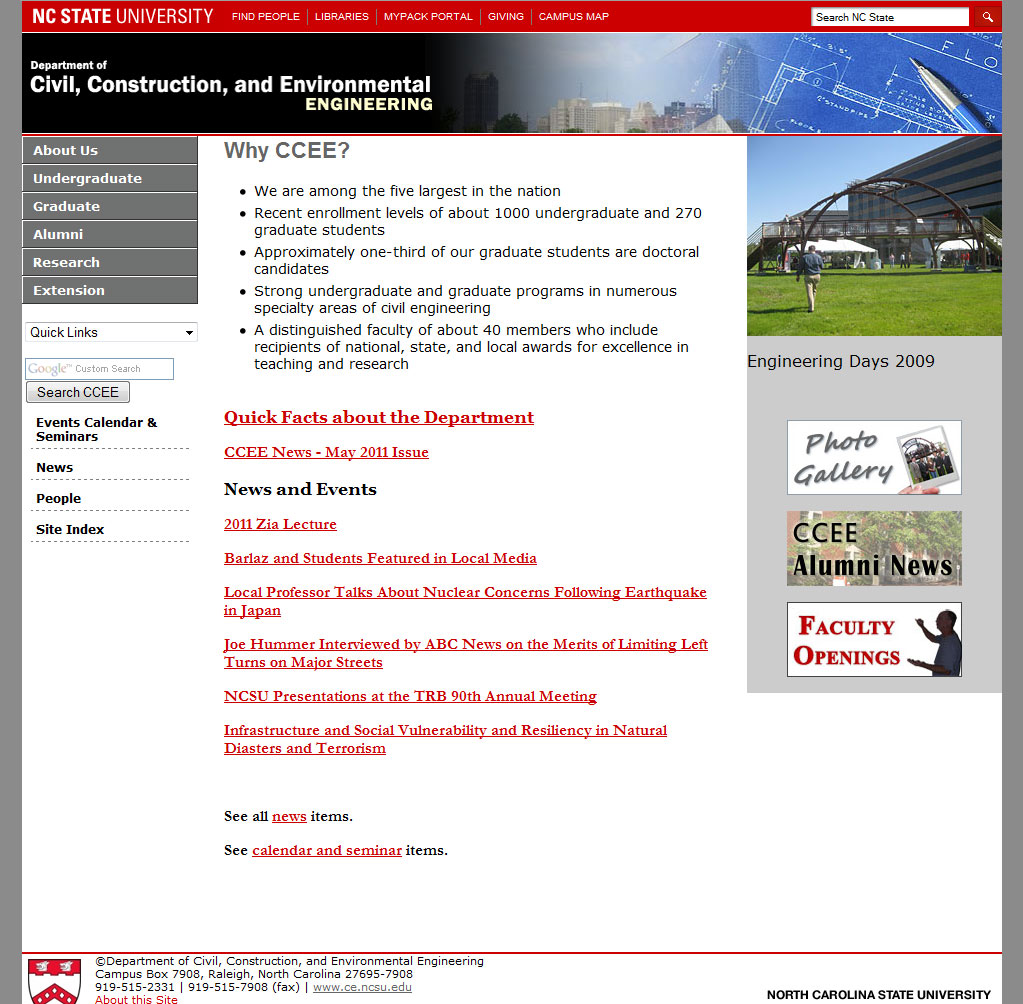 NC STATE UNIVERSITY
FIND PEOPLE
LIBRARIES
MYPACK PORTAL
GIVING
CAMPUS MAP
Search NC State
Department of
Civil, Construction, and Environmental
ENGINEERING
FLO
About Us
Undergraduate
Graduate
Alumni
Research
Extension
Quick Links
Google™ Custom Search
Search CCEE
Events Calendar &
Seminars
News
People
Site Index
Why CCEE?
• We are among the five largest in the nation
• Recent enrollment levels of about 1000 undergraduate and 270
graduate students
• Approximately one-third of our graduate students are doctoral
candidates
• Strong undergraduate and graduate programs in numerous
specialty areas of civil engineering
• A distinguished faculty of about 40 members who include
recipients of national, state, and local awards for excellence in
teaching and research
Quick Facts about the Department
CCEE News - May 2011 Issue
News and Events
2011 Zia Lecture
Barlaz and Students Featured in Local Media
Local Professor Talks About Nuclear Concerns Following Earthquake
in Japan
Joe Hummer Interviewed by ABC News on the Merits of Limiting Left
Turns on Major Streets
NCSU Presentations at the TRB 90th Annual Meeting
Infrastructure and Social Vulnerability and Resiliency in Natural
Diasters and Terrorism
See all news items.
See calendar and seminar items.
Engineering Days 2009
Photo
Gallery
CCEE
Alumni News
FACULTY
OPENINGS
©Department of Civil, Construction, and Environmental Engineering
Campus Box 7908, Raleigh, North Carolina 27695-7908
919-515-2331 | 919-515-7908 (fax) | www.ce.ncsu.edu
About this Site
NORTH CAROLINA STATE UNIVERSITY